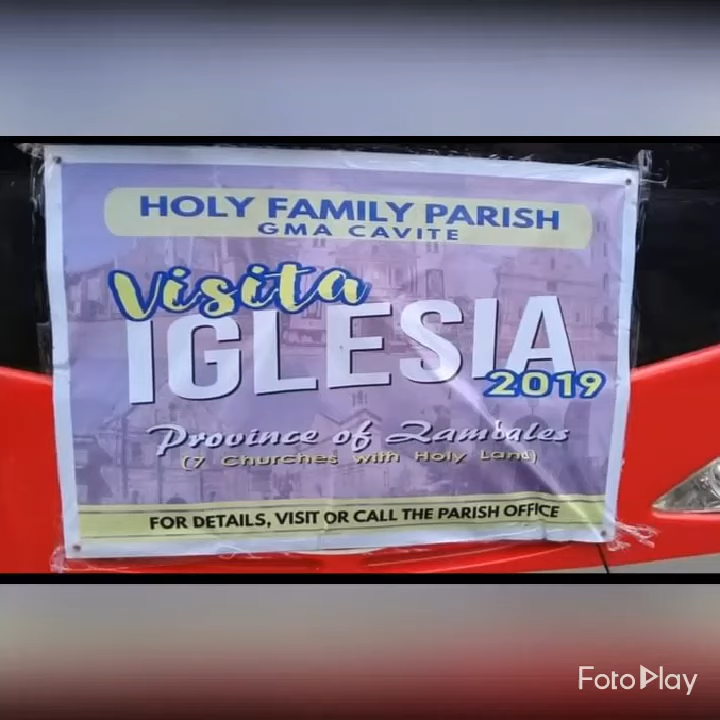 HOLY FAMILY PARISH
GMA CAVITE
Visita
IGLESIA
2019
Province of Zambales
(7 Churches with Holy Land)
FOR DETAILS, VISIT OR CALL THE PARISH OFFICE
FotoPlay